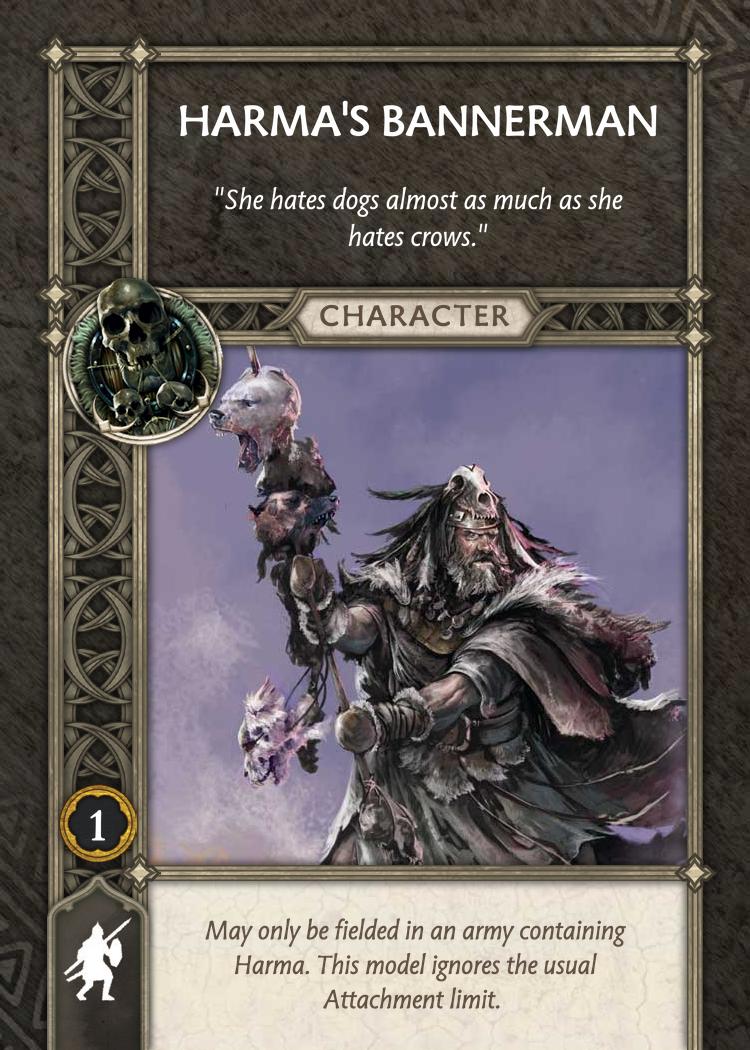 HARMA'S BANNERMAN
"She hates dogs almost as much as she
hates crows."
CHARACTER
1
May only be fielded in an army containing
Harma. This model ignores the usual
Attachment limit.